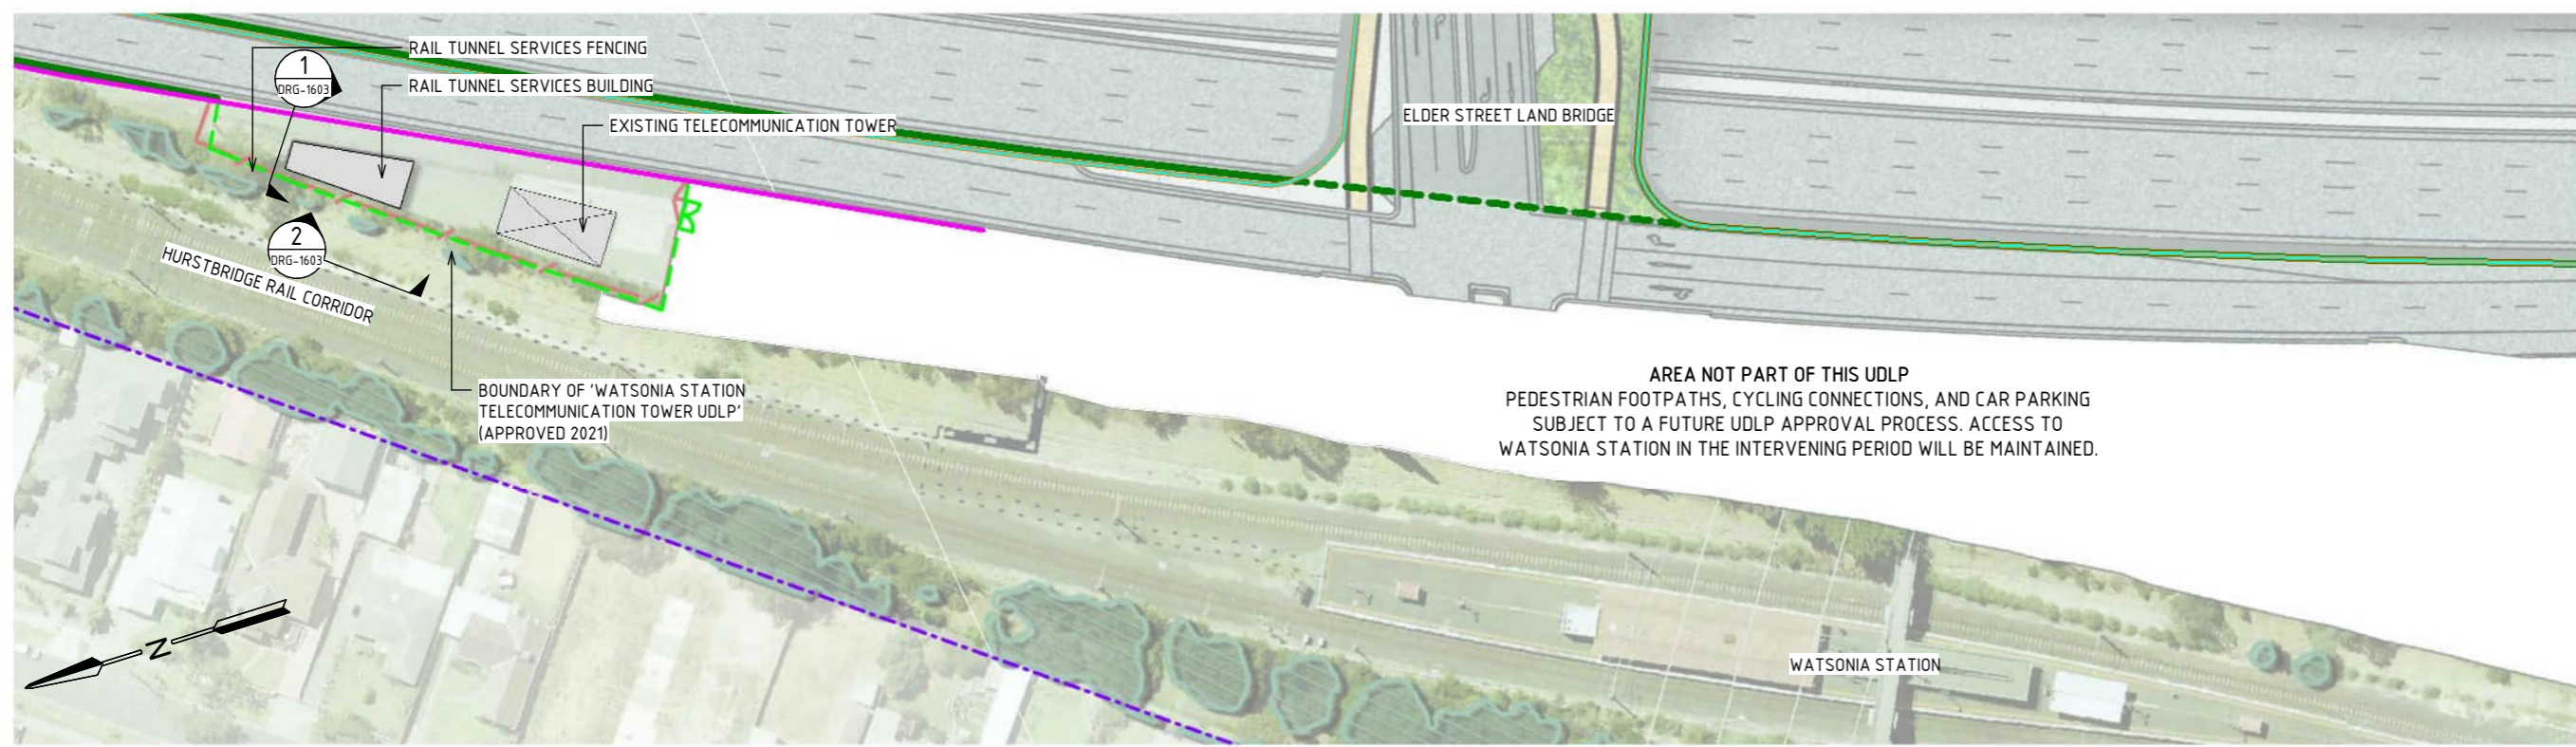 RAIL TUNNEL SERVICES FENCING
1
DRG-1603
RAIL TUNNEL SERVICES BUILDING
EXISTING TELECOMMUNICATION TOWER
ELDER STREET LAND BRIDGE
2
DRG-1603
HURSTBRIDGE RAIL CORRIDOR
BOUNDARY OF 'WATSONIA STATION
TELECOMMUNICATION TOWER UDLP'
(APPROVED 2021)
AREA NOT PART OF THIS UDLP
PEDESTRIAN FOOTPATHS, CYCLING CONNECTIONS, AND CAR PARKING
SUBJECT TO A FUTURE UDLP APPROVAL PROCESS. ACCESS TO
WATSONIA STATION IN THE INTERVENING PERIOD WILL BE MAINTAINED.
N
WATSONIA STATION